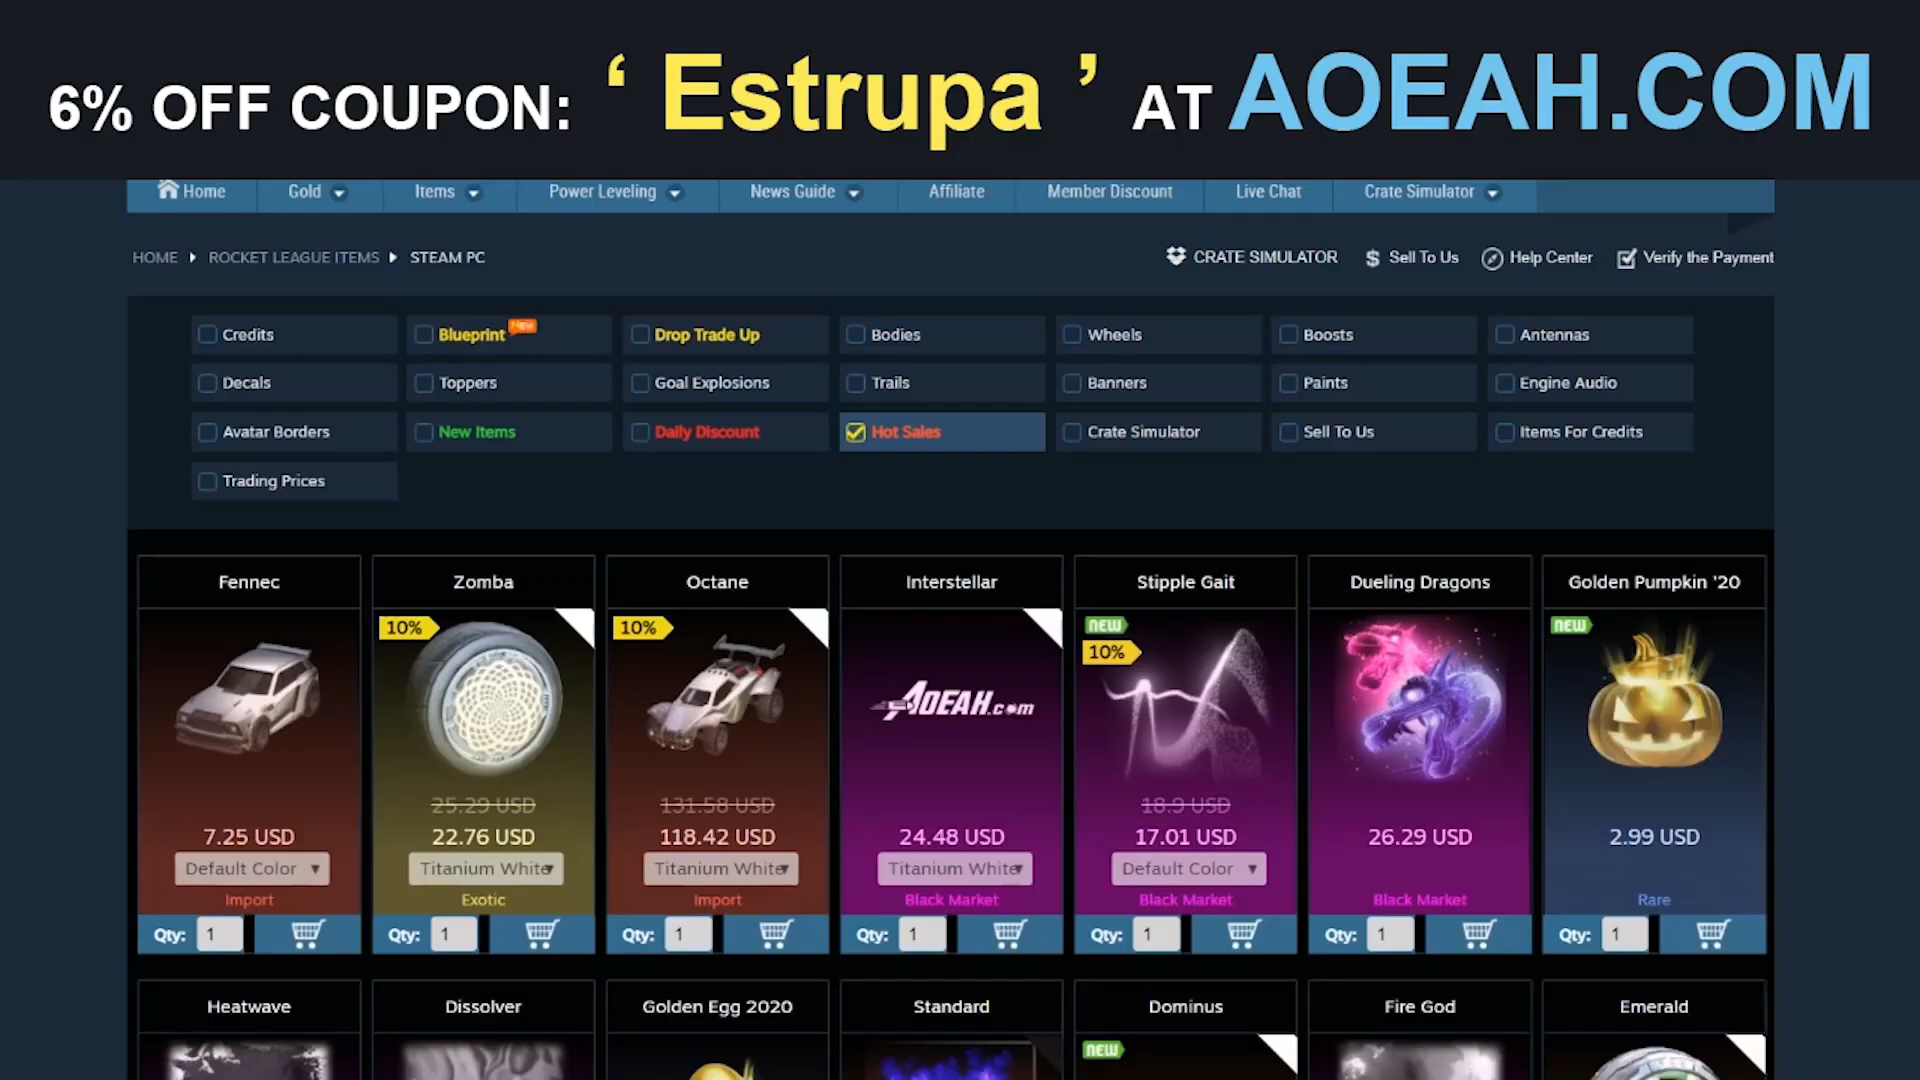 6% OFF COUPON: ‘ Estrupa ’ AT AOEAH.COM
Home Gold Items Power Leveling News Guide Affiliate Member Discount Live Chat Crate Simulator
HOME ROCKET LEAGUE ITEMS STEAM PC CRATE SIMULATOR $ Sell To Us Help Center Verify the Payment
Credits Blueprint New Drop Trade Up Bodies Wheels Boosts Antennas
Decals Toppers Goal Explosions Trails Banners Paints Engine Audio
Avatar Borders New Items Daily Discount Hot Sales Crate Simulator Sell To Us Items For Credits
Trading Prices
Fennec Zomba Octane Interstellar Stipple Gait Dueling Dragons Golden Pumpkin '20
10% 10% NEW NEW
10%
AOEAH.com
25.29 USD 131.58 USD 18.9 USD
7.25 USD 22.76 USD 118.42 USD 24.48 USD 17.01 USD 26.29 USD 2.99 USD
Default Color Titanium White Titanium White Titanium White Default Color
Import Exotic Import Black Market Black Market Black Market Rare
Qty: 1 Qty: 1 Qty: 1 Qty: 1 Qty: 1 Qty: 1 Qty: 1
Heatwave Dissolver Golden Egg 2020 Standard Dominus Fire God Emerald
NEW